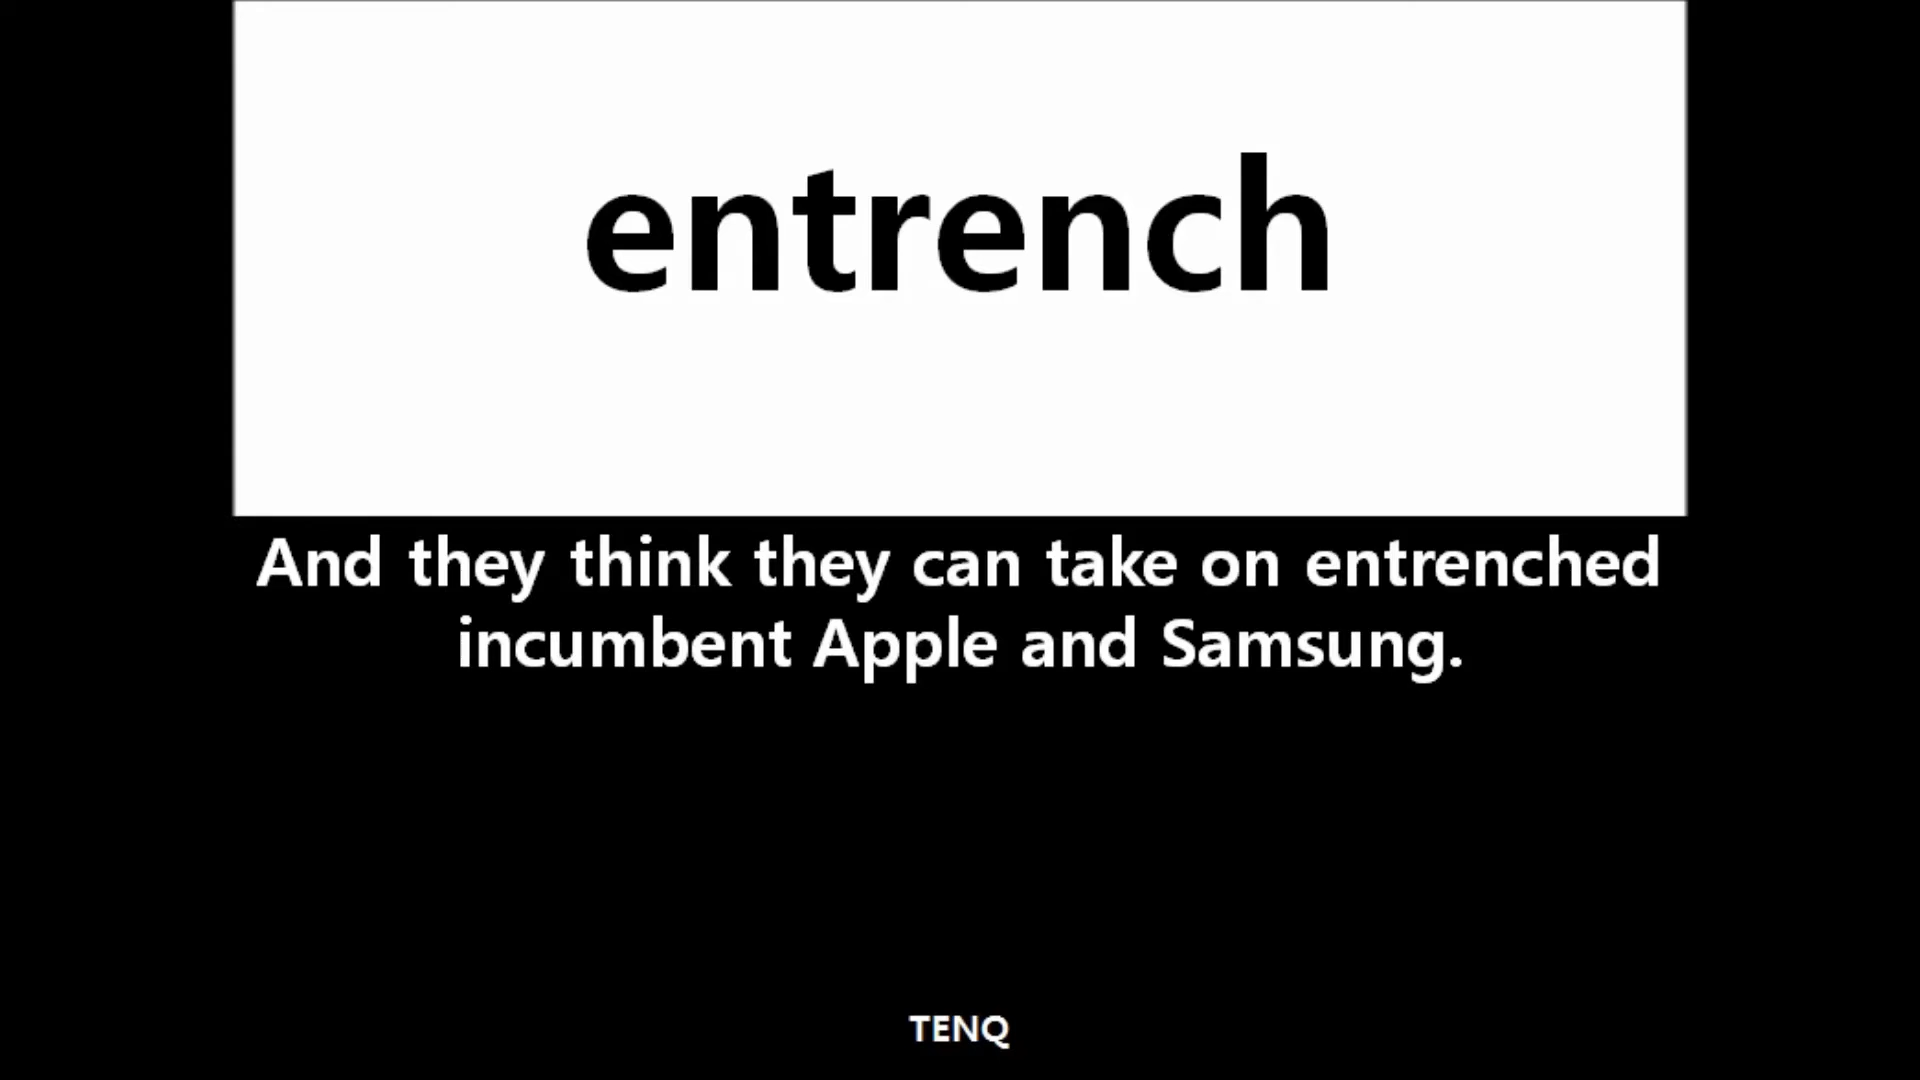 entrench
And they think they can take on entrenched
incumbent Apple and Samsung.
TENQ